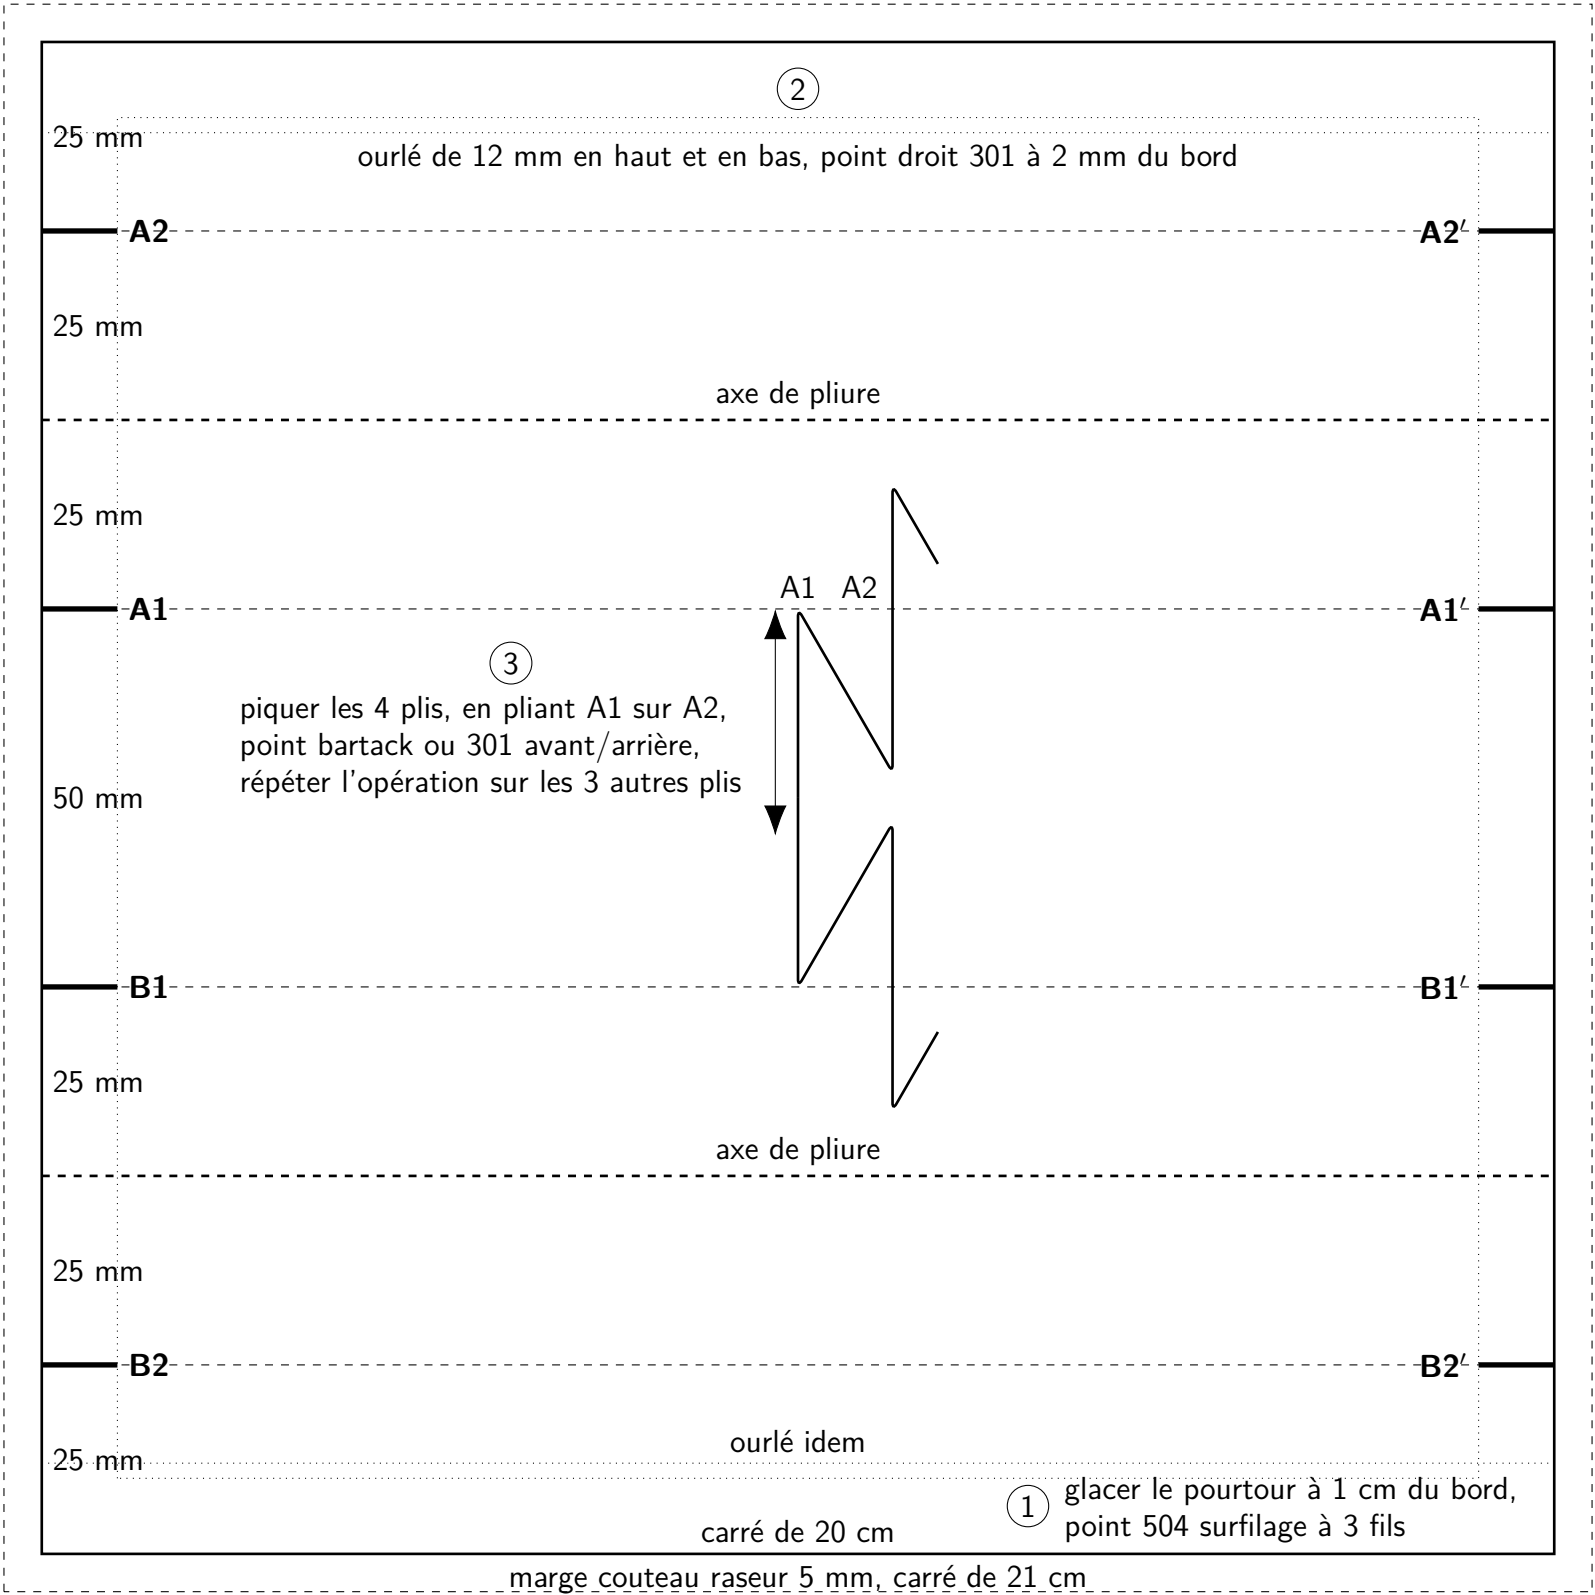 2
25 mm
ourlé de 12 mm en haut et en bas, point droit 301 à 2 mm du bord
A2 A2′
25 mm
axe de pliure
25 mm
A1 A2
A1 A1′
3
piquer les 4 plis, en pliant A1 sur A2,
point bartack ou 301 avant/arrière,
répéter l'opération sur les 3 autres plis
50 mm
B1 B1′
25 mm
axe de pliure
25 mm
B2 B2′
ourlé idem
25 mm
1
glacer le pourtour à 1 cm du bord,
point 504 surfilage à 3 fils
carré de 20 cm
marge couteau raseur 5 mm, carré de 21 cm